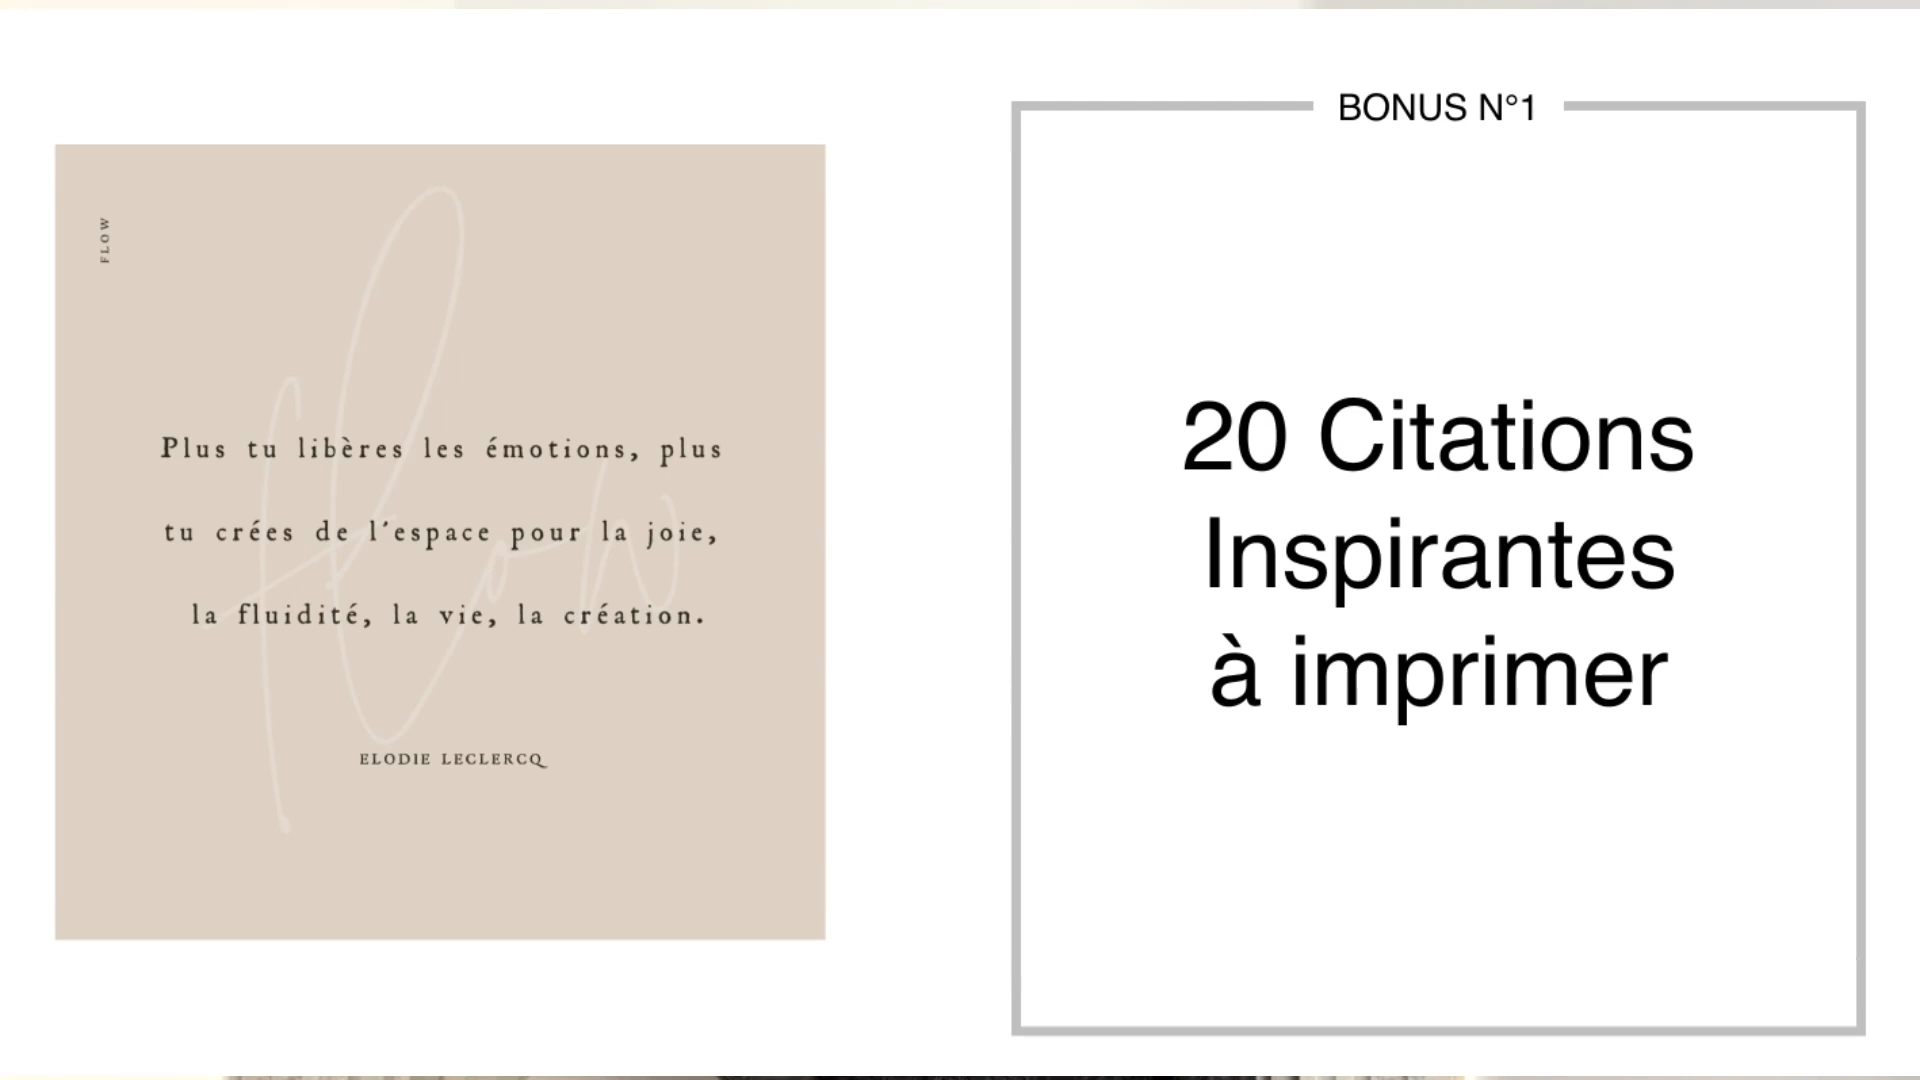 FLOW
flow
Plus tu libères les émotions, plus
tu crées de l'espace pour la joie,
la fluidité, la vie, la création.
ELODIE LECLERCQ
BONUS N°1
20 Citations
Inspirantes
à imprimer